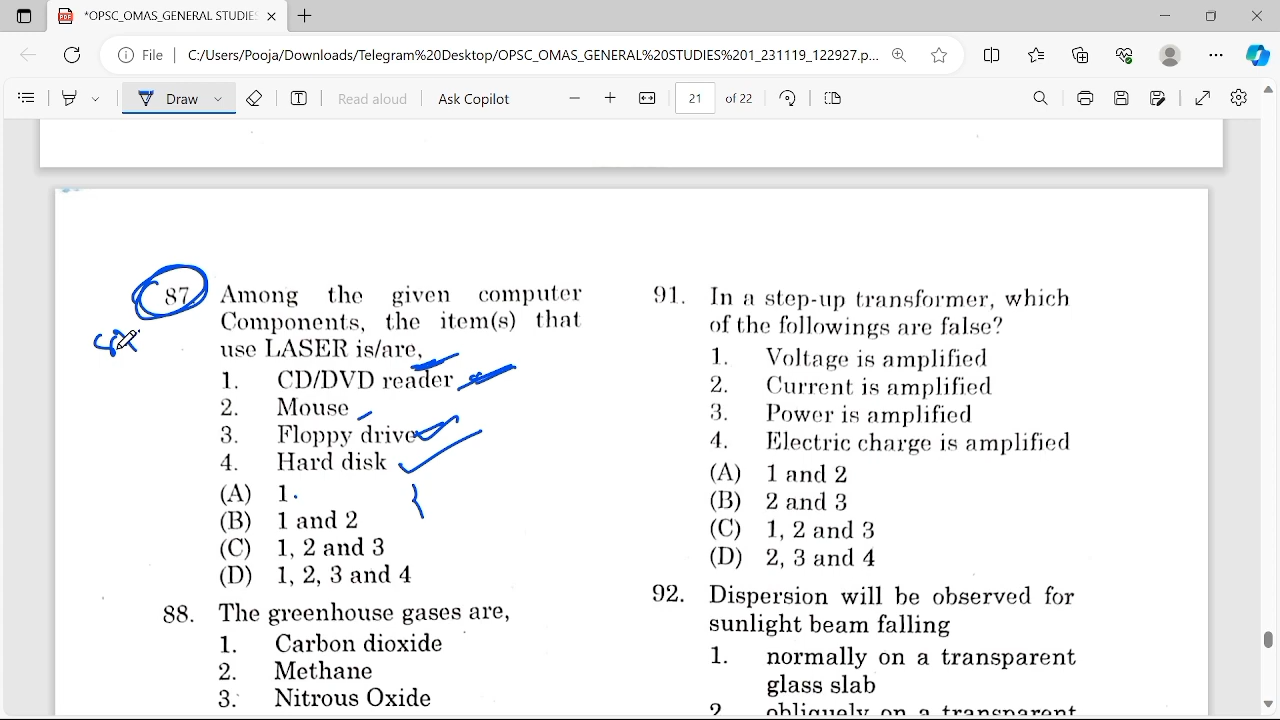 *OPSC_OMAS_GENERAL STUDIES
File
C:/Users/Pooja/Downloads/Telegram%20Desktop/OPSC_OMAS_GENERAL%20STUDIES%201_231119_122927.p...
Draw
Read aloud
Ask Copilot
21 of 22
87
Among the given computer
Components, the item(s) that
use LASER is/are,
1. CD/DVD reader
2. Mouse
3. Floppy drive
4. Hard disk
(A) 1
(B) 1 and 2
(C) 1, 2 and 3
(D) 1, 2, 3 and 4
88. The greenhouse gases are,
1. Carbon dioxide
2. Methane
3. Nitrous Oxide
91. In a step-up transformer, which
of the followings are false?
1. Voltage is amplified
2. Current is amplified
3. Power is amplified
4. Electric charge is amplified
(A) 1 and 2
(B) 2 and 3
(C) 1, 2 and 3
(D) 2, 3 and 4
92. Dispersion will be observed for
sunlight beam falling
1. normally on a transparent
glass slab
2. obliquely on a transparent